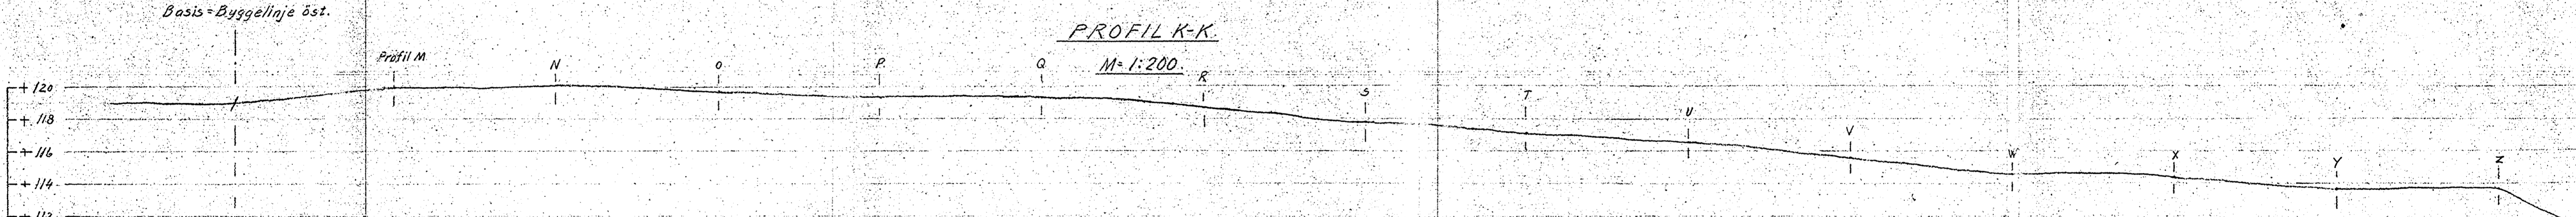 Basis=Byggelinje öst.
PROFIL K-K.
M= 1:200.
Profil M
N
O
P
Q
R
S
T
U
V
W
X
Y
Z
+ 120
+ 118
+ 116
+ 114